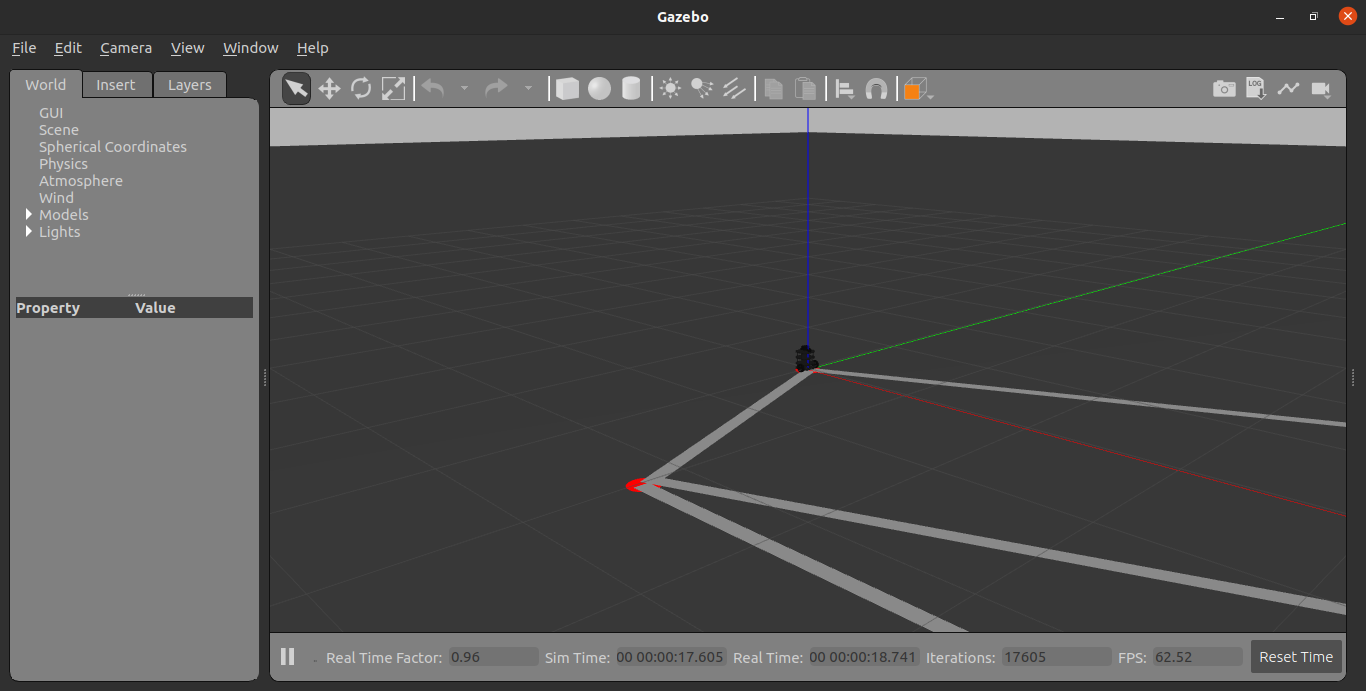 Gazebo
File Edit Camera View Window Help
World Insert Layers
LOG
GUI
Scene
Spherical Coordinates
Physics
Atmosphere
Wind
Models
Lights
Property Value
Real Time Factor: 0.96 Sim Time: 00 00:00:17.605 Real Time: 00 00:00:18.741 Iterations: 17605 FPS: 62.52 Reset Time